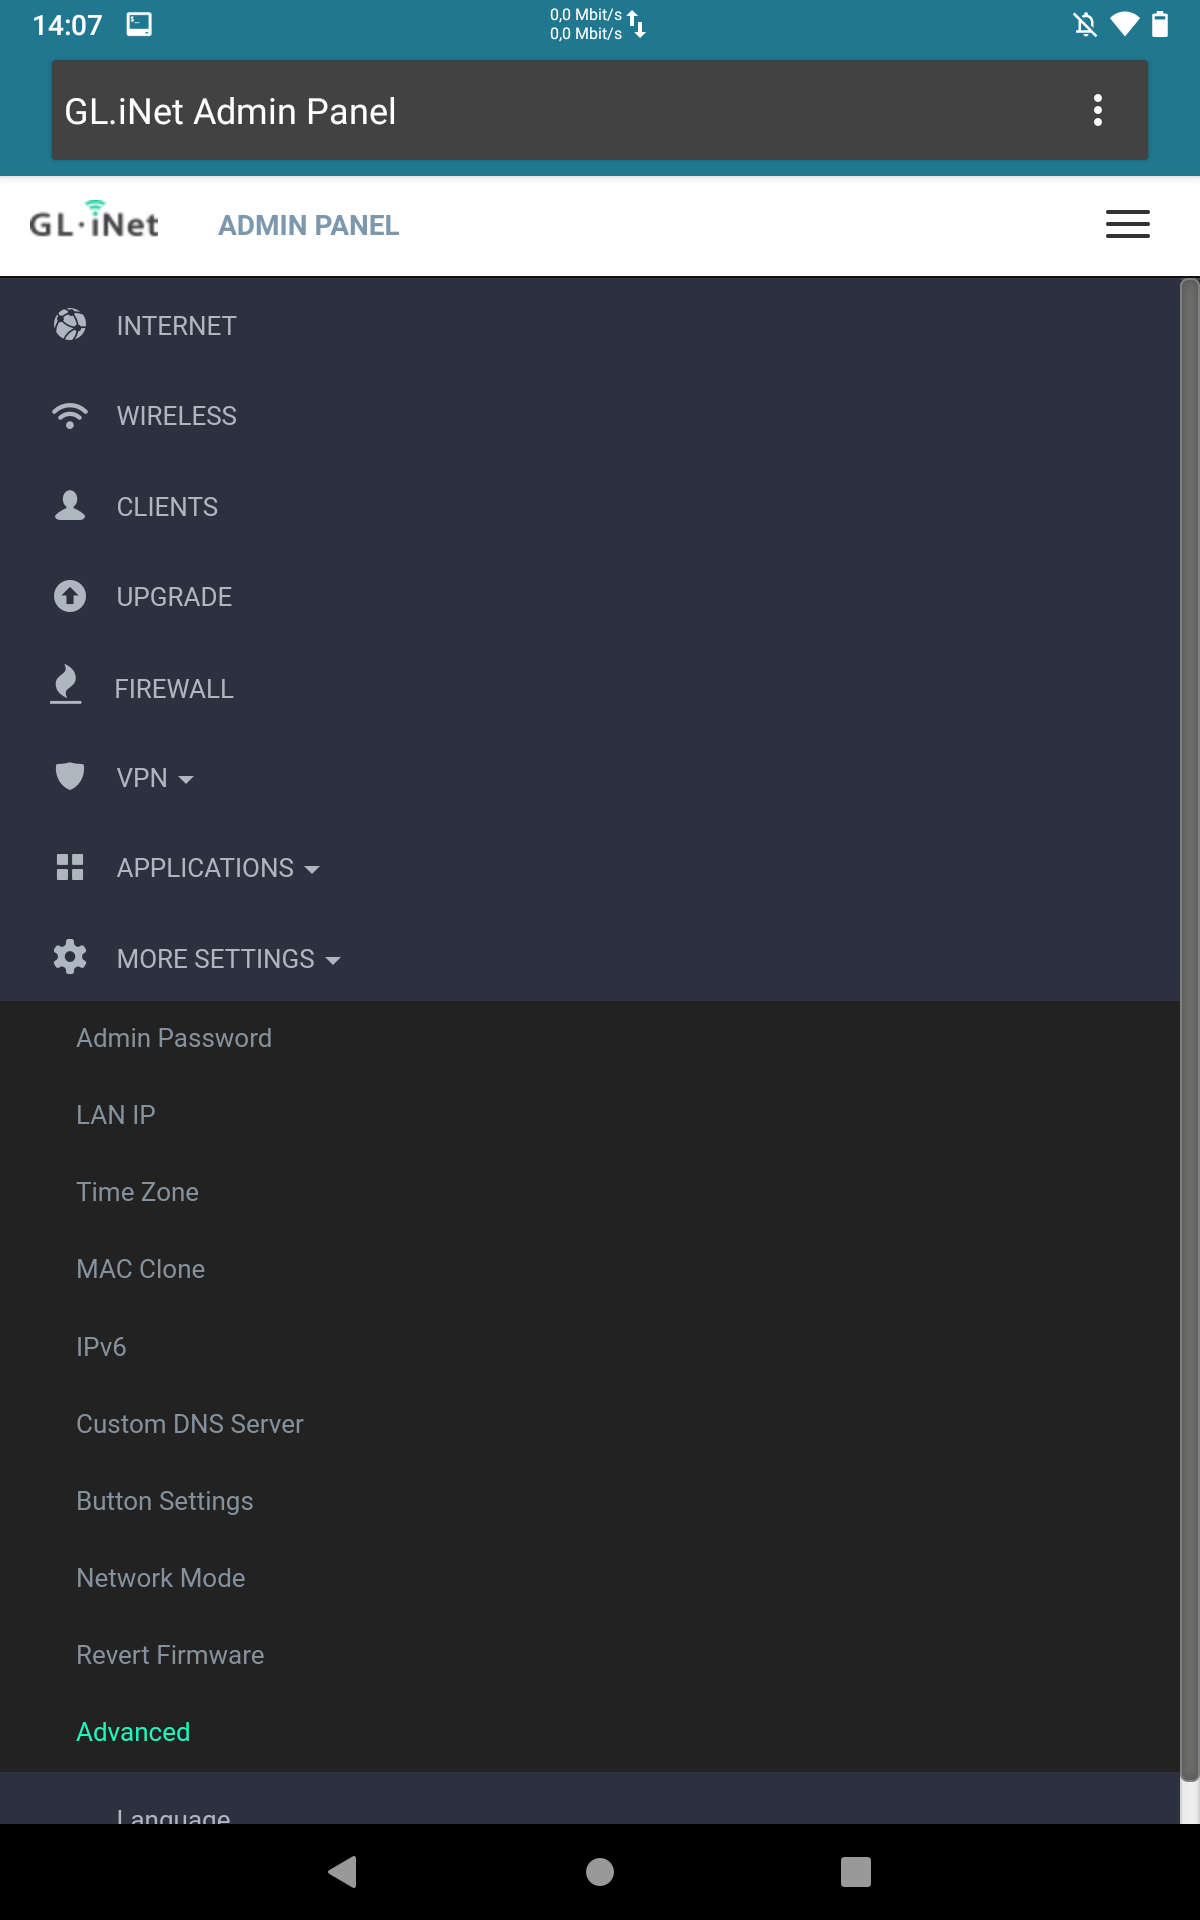 14:07
0,0 Mbit/s
0,0 Mbit/s
GL.iNet Admin Panel
GL·iNet ADMIN PANEL
INTERNET
WIRELESS
CLIENTS
UPGRADE
FIREWALL
VPN
APPLICATIONS
MORE SETTINGS
Admin Password
LAN IP
Time Zone
MAC Clone
IPv6
Custom DNS Server
Button Settings
Network Mode
Revert Firmware
Advanced
Language